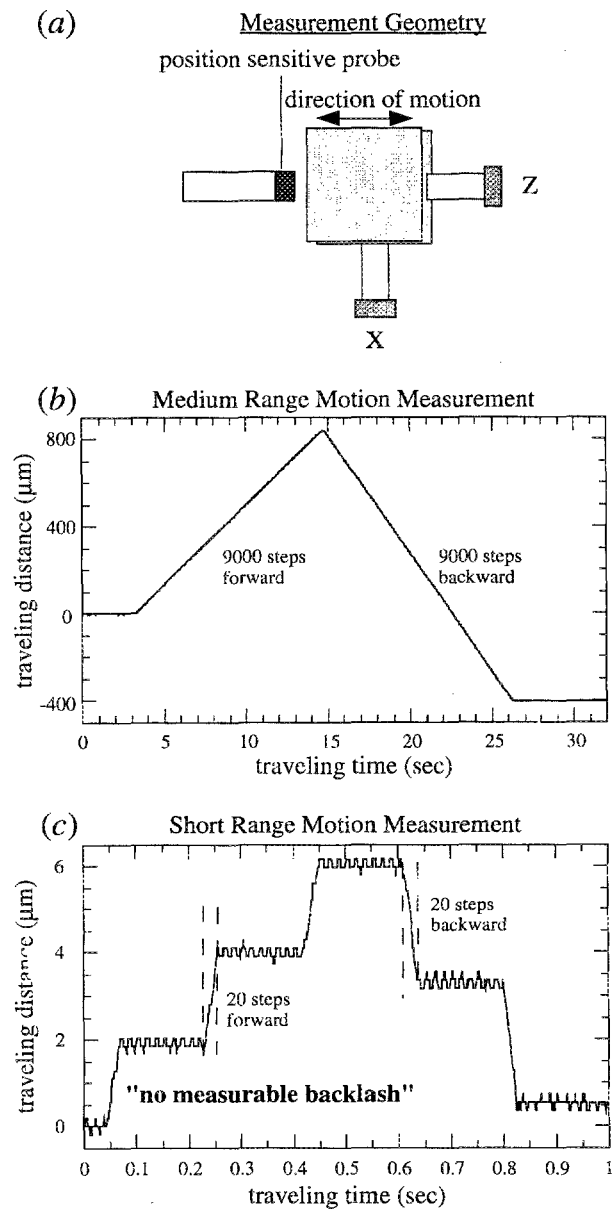 (a) Measurement Geometry
position sensitive probe
direction of motion
Z
X
(b) Medium Range Motion Measurement
traveling distance (μm)
800
400
0
-400
9000 steps
forward
9000 steps
backward
0 5 10 15 20 25 30
traveling time (sec)
(c) Short Range Motion Measurement
traveling distance (μm)
6
4
2
0
20 steps
forward
20 steps
backward
"no measurable backlash"
0 0.1 0.2 0.3 0.4 0.5 0.6 0.7 0.8 0.9 1
traveling time (sec)